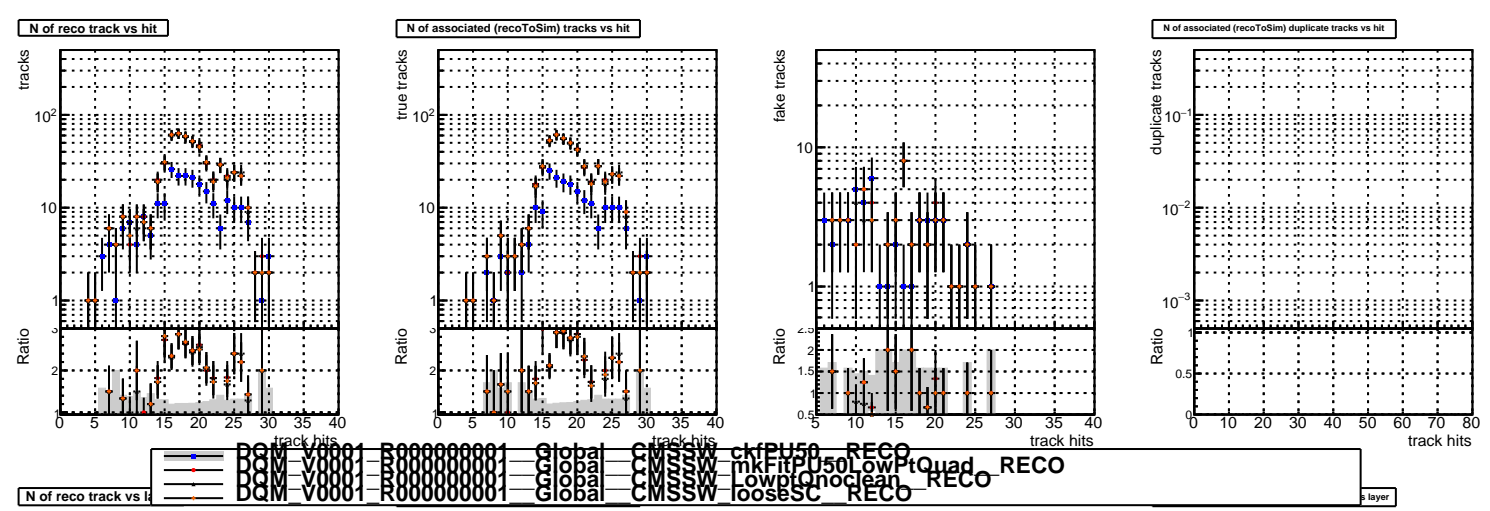 N of reco track vs hit
N of associated (recoToSim) tracks vs hit
N of associated (recoToSim) duplicate tracks vs hit
tracks
10²
10
1
Ratio
3
2
1
0 5 10 15 20 25 30 35 40
track hits
true tracks
10²
10
1
Ratio
3
2
1
0 5 10 15 20 25 30 35 40
track hits
fake tracks
10
1
Ratio
2.5
2
1.5
1
0.5
0 5 10 15 20 25 30 35 40
track hits
duplicate tracks
10⁻¹
10⁻²
10⁻³
Ratio
1
0.5
0
0 10 20 30 40 50 60 70 80
track hits
DQM_V0001_R000000001__Global__CMSSW_ckfPU50__RECO
DQM_V0001_R000000001__Global__CMSSW_mkFitPU50LowPtQuad__RECO
DQM_V0001_R000000001__Global__CMSSW_LowptQnoclean__RECO
DQM_V0001_R000000001__Global__CMSSW_looseSC__RECO
N of reco track vs la
s layer